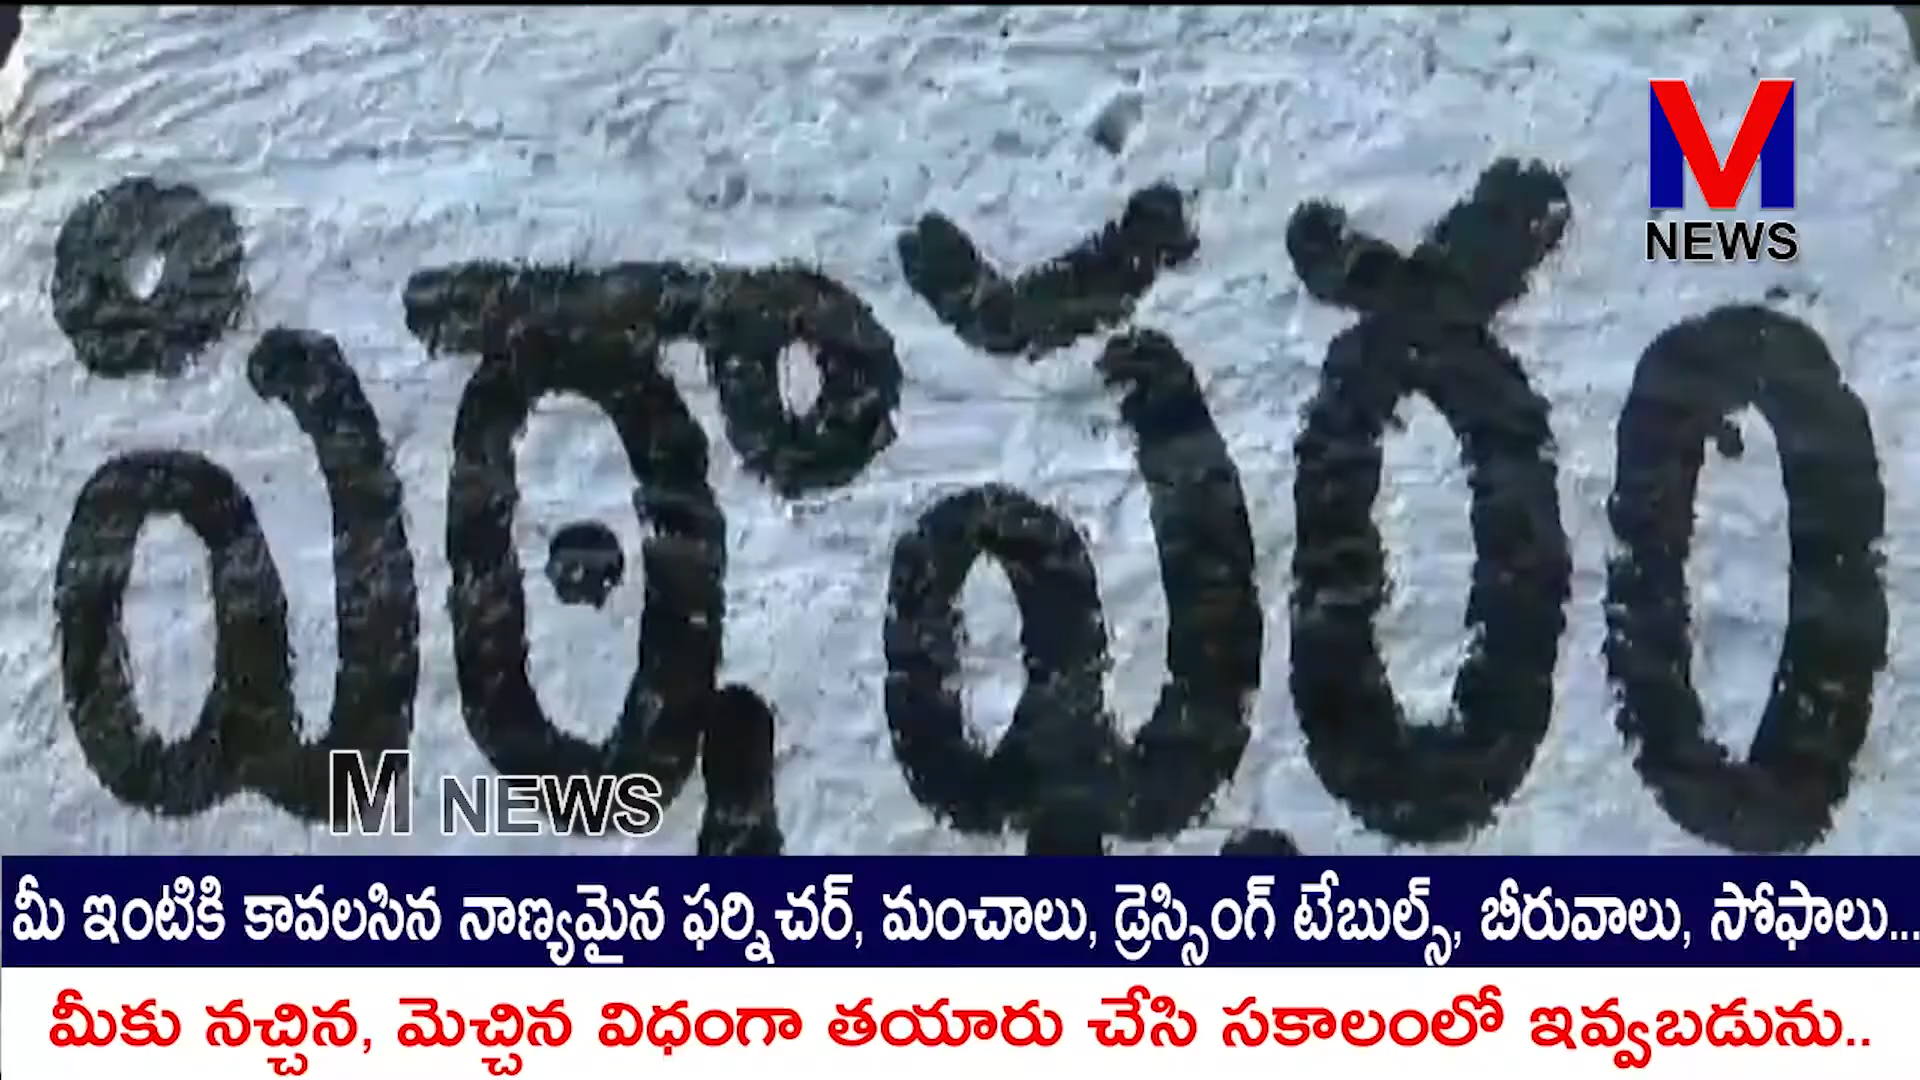 పిఠాపురం
M NEWS
M NEWS
మీ ఇంటికి కావలసిన నాణ్యమైన ఫర్నిచర్, మంచాలు, డ్రెస్సింగ్ టేబుల్స్, బీరువాలు, సోఫాలు...
మీకు నచ్చిన, మెచ్చిన విధంగా తయారు చేసి సకాలంలో ఇవ్వబడును..